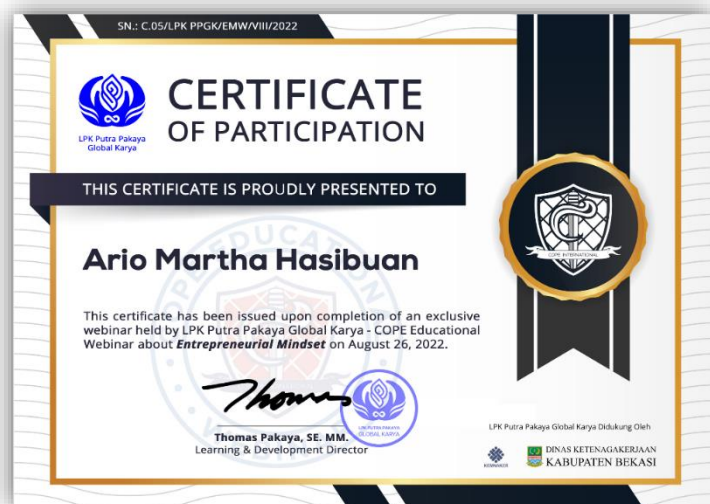 SN.: C.05/LPK PPGK/EMW/VIII/2022
LPK Putra Pakaya
Global Karya
CERTIFICATE
OF PARTICIPATION
THIS CERTIFICATE IS PROUDLY PRESENTED TO
Ario Martha Hasibuan
This certificate has been issued upon completion of an exclusive
webinar held by LPK Putra Pakaya Global Karya - COPE Educational
Webinar about Entrepreneurial Mindset on August 26, 2022.
Thomas
LPK PUTRA PAKAYA
GLOBAL KARYA
Thomas Pakaya, SE. MM.
Learning & Development Director
COPE INTERNATIONAL
LPK Putra Pakaya Global Karya Didukung Oleh
KEMNAKER
DINAS KETENAGAKERJAAN
KABUPATEN BEKASI